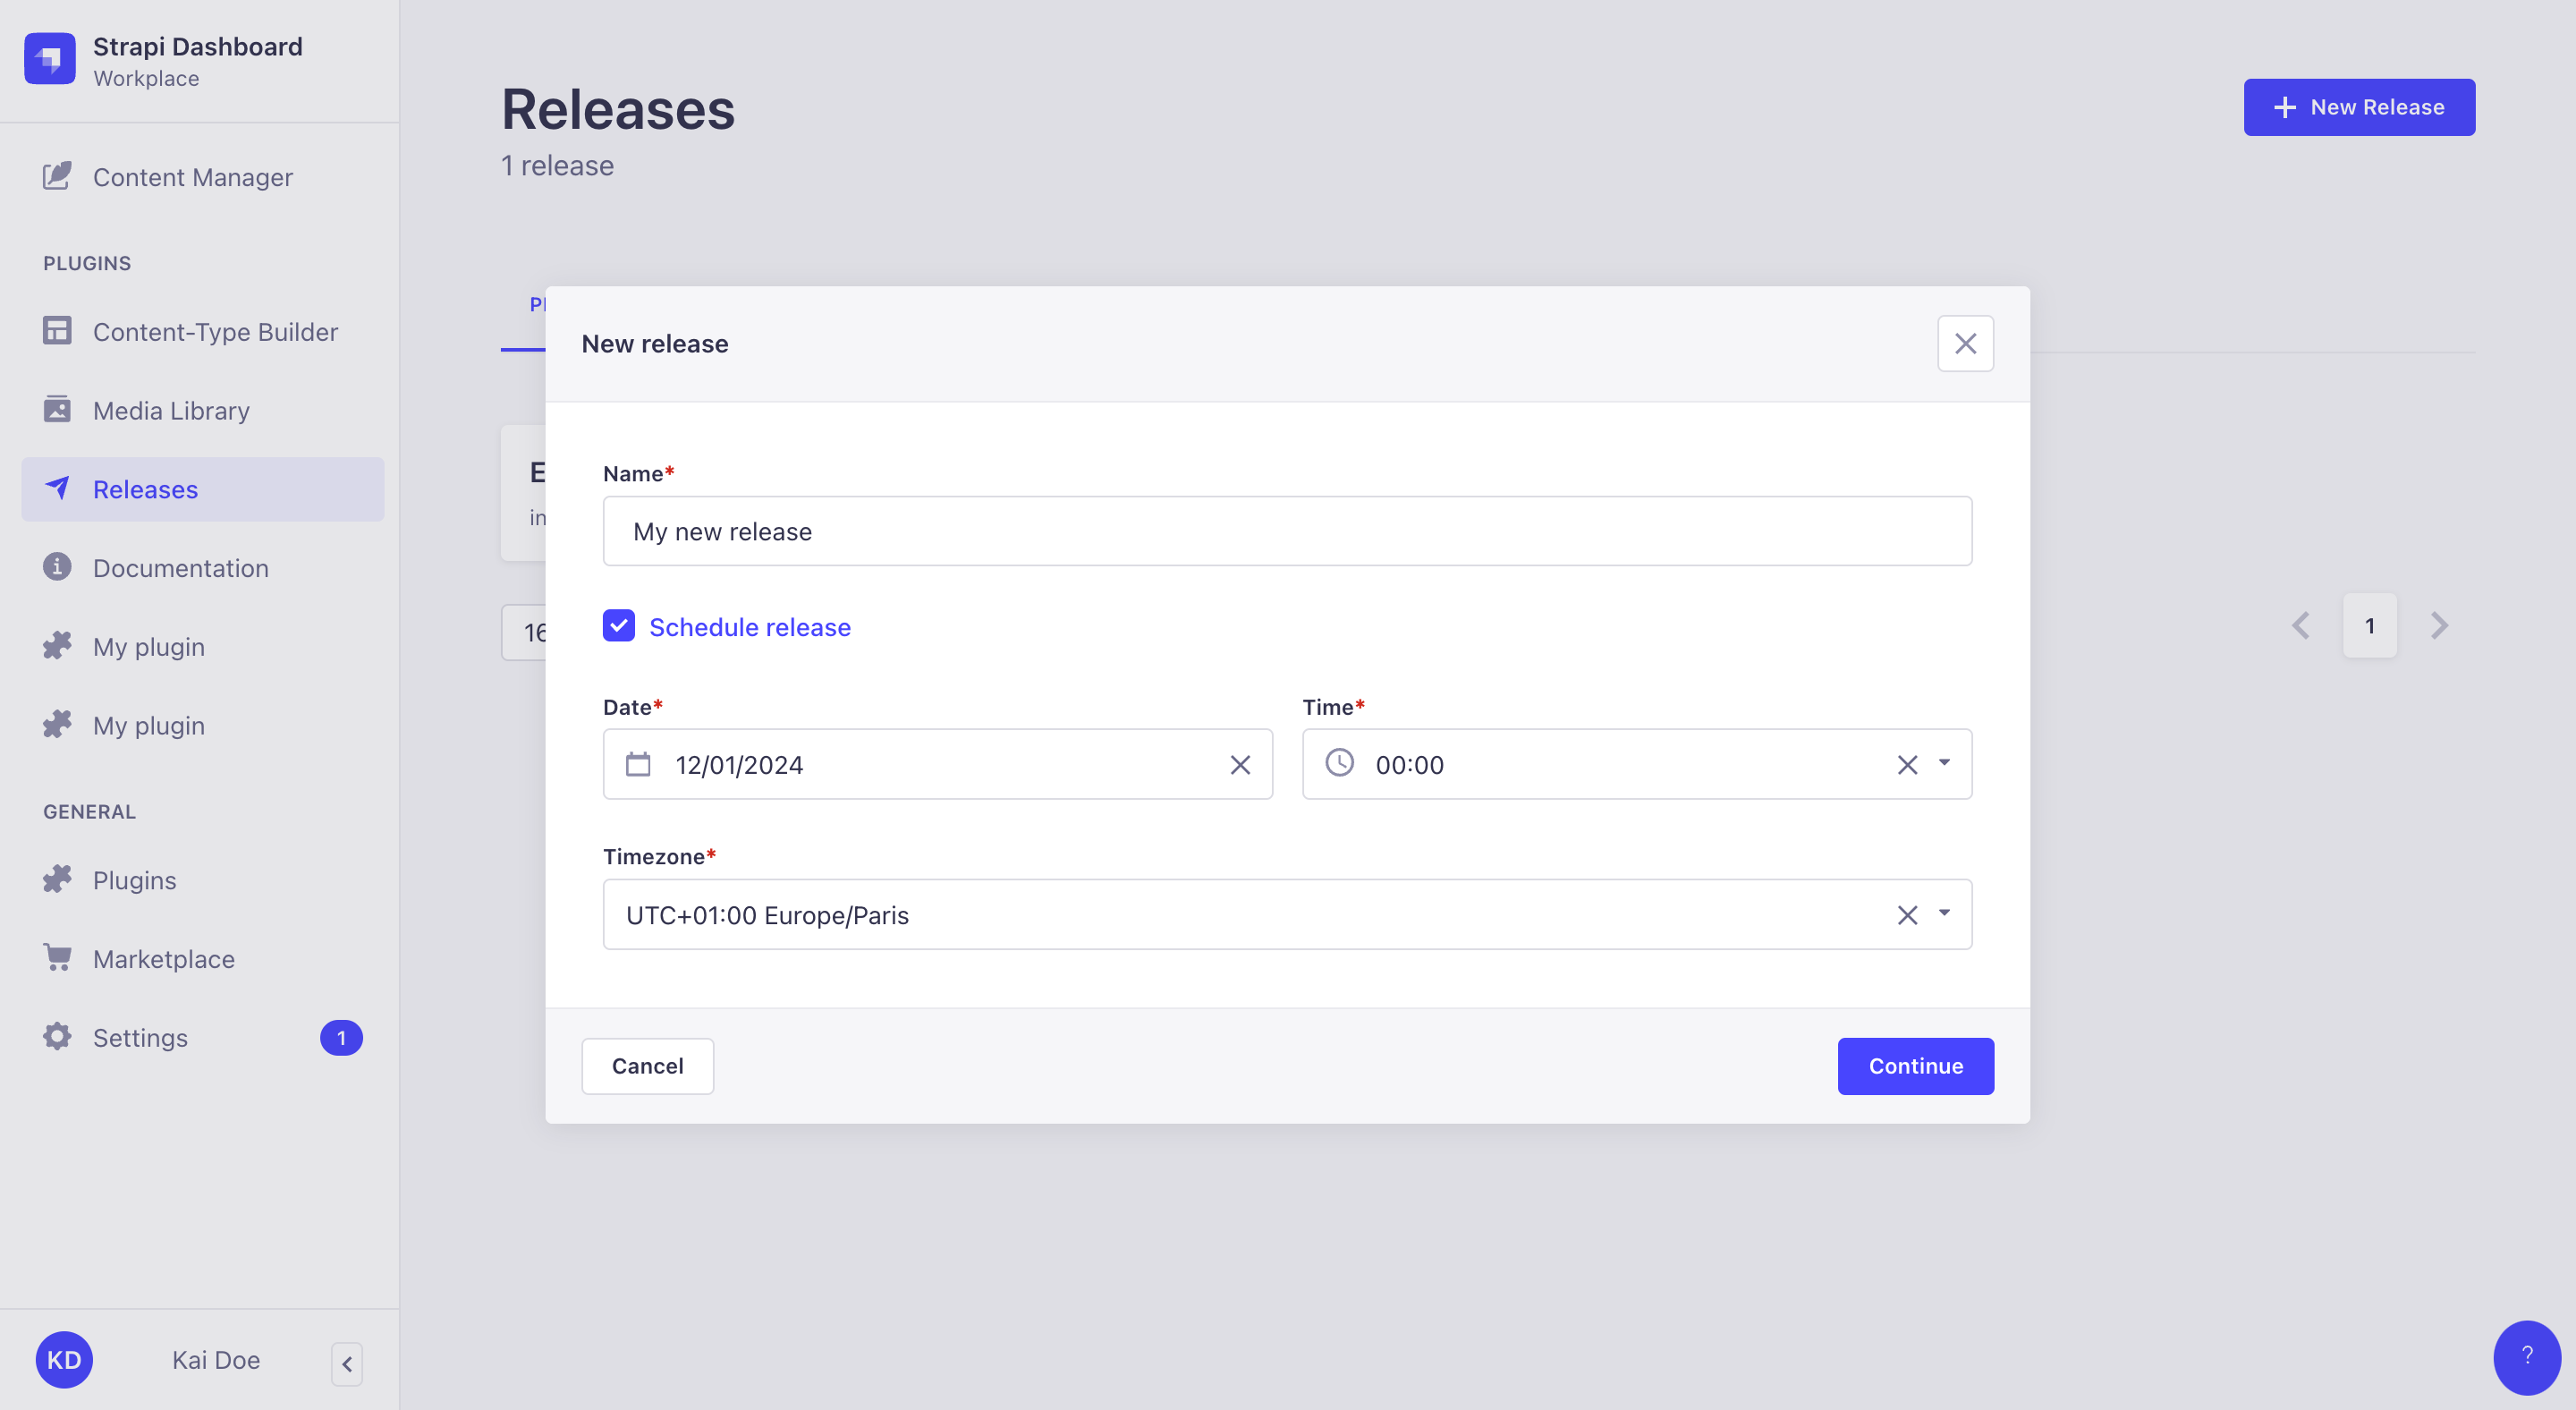 Strapi Dashboard
Workplace
Content Manager
PLUGINS
Content-Type Builder
Media Library
Releases
Documentation
My plugin
My plugin
GENERAL
Plugins
Marketplace
Settings
1
KD
Kai Doe
Releases
1 release
New Release
New release
Name*
My new release
Schedule release
Date*
Time*
12/01/2024
00:00
Timezone*
UTC+01:00 Europe/Paris
Cancel
Continue
16
1
?